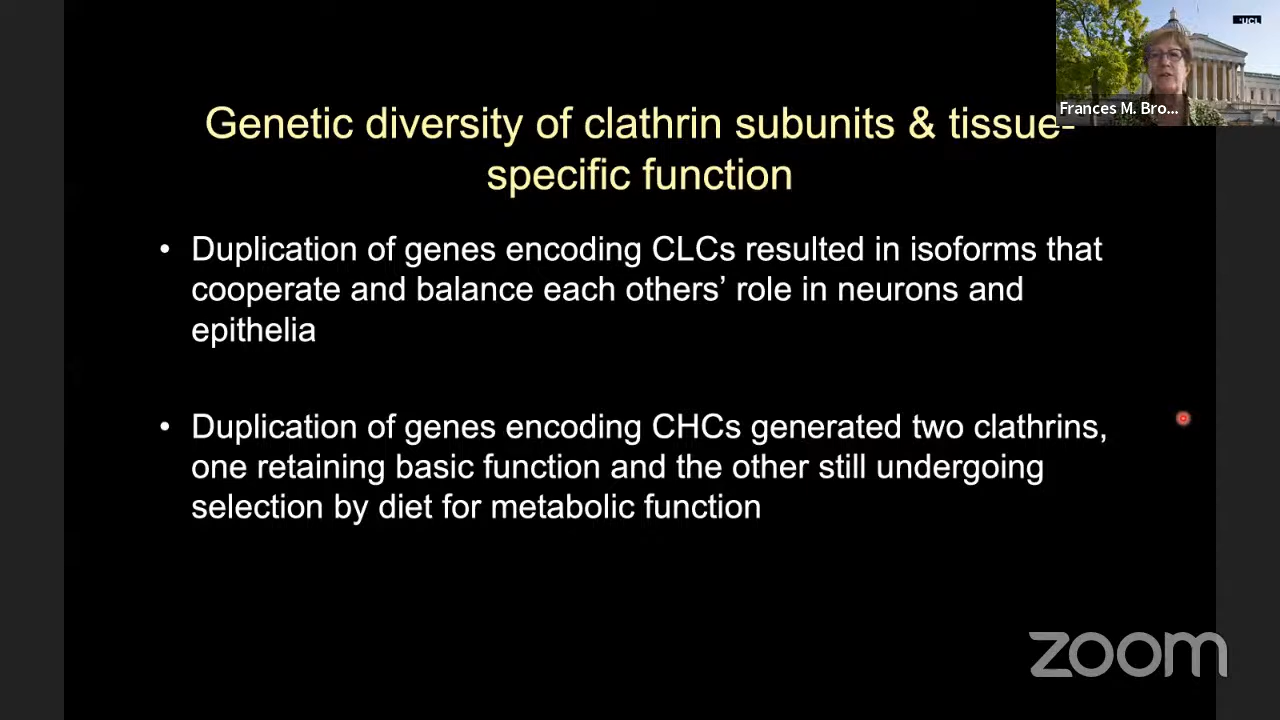 UCL
Frances M. Bro...
Genetic diversity of clathrin subunits & tissue-
specific function
• Duplication of genes encoding CLCs resulted in isoforms that
cooperate and balance each others’ role in neurons and
epithelia
• Duplication of genes encoding CHCs generated two clathrins,
one retaining basic function and the other still undergoing
selection by diet for metabolic function
zoom